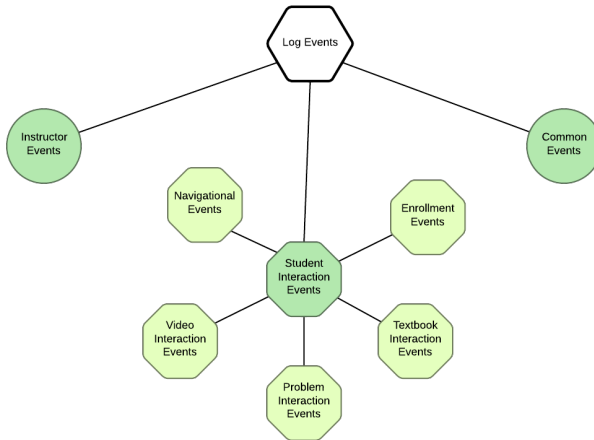 Log Events
Instructor
Events
Common
Events
Navigational
Events
Enrollment
Events
Student
Interaction
Events
Video
Interaction
Events
Textbook
Interaction
Events
Problem
Interaction
Events